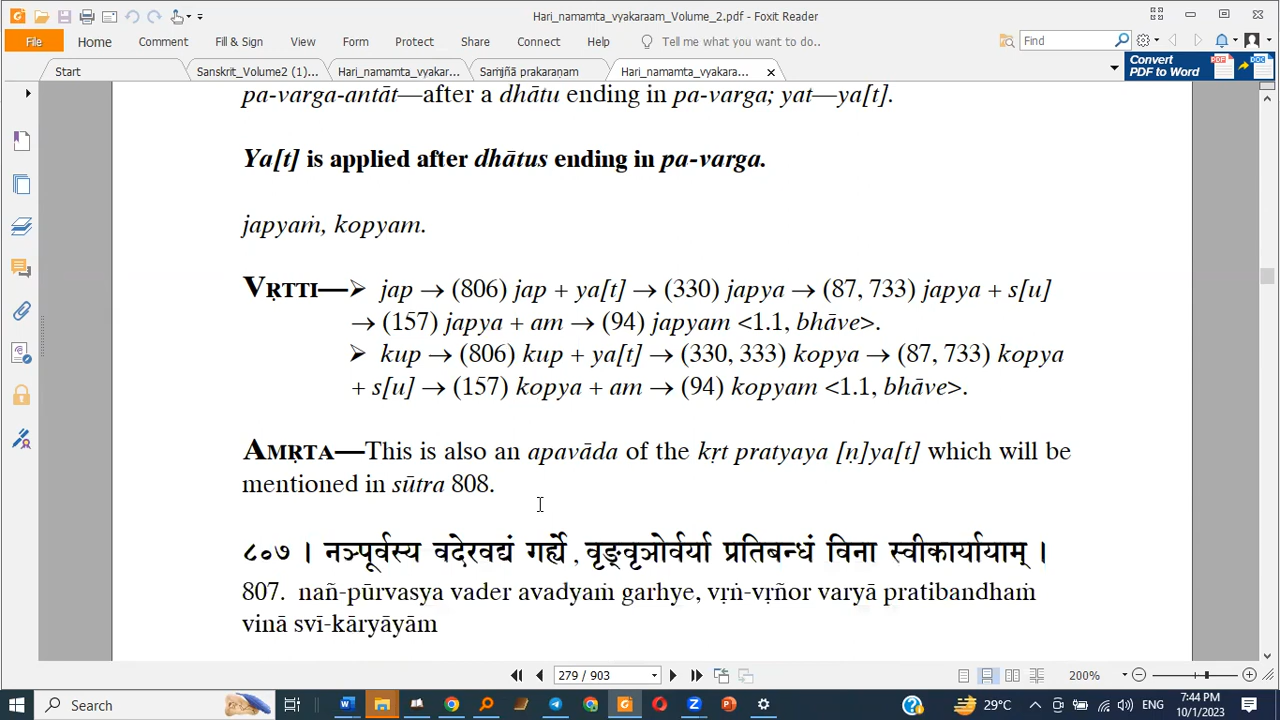 Hari_namamta_vyakaraam_Volume_2.pdf - Foxit Reader
File Home Comment Fill & Sign View Form Protect Share Connect Help Tell me what you want to do.. Find
Start Sanskrit_Volume2 (1)... Hari_namamta_vyakar... Saṁjñā prakaraṇam Hari_namamta_vyakara... Convert
PDF to Word
pa-varga-antāt—after a dhātu ending in pa-varga; yat—ya[t].
Ya[t] is applied after dhātus ending in pa-varga.
japyaṁ, kopyam.
VṚTTI—➢ jap → (806) jap + ya[t] → (330) japya → (87, 733) japya + s[u]
→ (157) japya + am → (94) japyam <1.1, bhāve>.
➢ kup → (806) kup + ya[t] → (330, 333) kopya → (87, 733) kopya
+ s[u] → (157) kopya + am → (94) kopyam <1.1, bhāve>.
AMṚTA—This is also an apavāda of the kṛt pratyaya [ṇ]ya[t] which will be
mentioned in sūtra 808.
८०७ । नञ्पूर्वस्य वदेरवद्यं गर्ह्ये , वृङ्वृञोर्वर्या प्रतिबन्धं विना स्वीकार्यायाम् ।
807. nañ-pūrvasya vader avadyaṁ garhye, vṛṅ-vṛñor varyā pratibandhaṁ
vinā svī-kāryāyām
279 / 903 200%
Search 29°C ENG 7:44 PM
10/1/2023